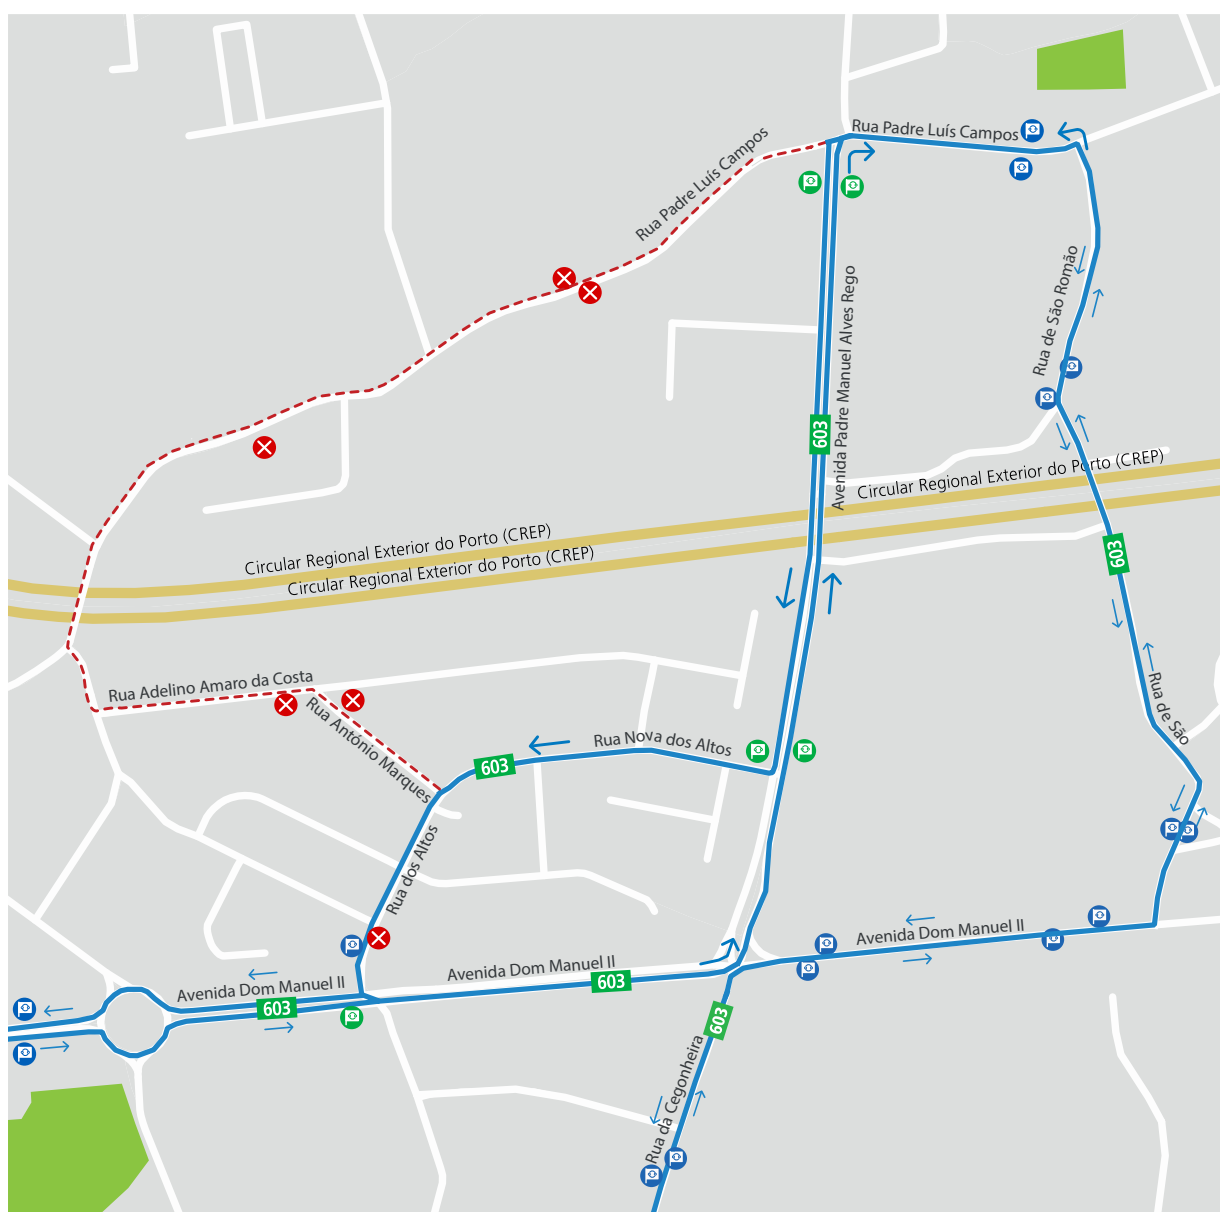 Rua Padre Luís Campos
Rua Padre Luís Campos
Rua de São Romão
Avenida Padre Manuel Alves Rego
603
Circular Regional Exterior do Porto (CREP)
Circular Regional Exterior do Porto (CREP)
Circular Regional Exterior do Porto (CREP)
603
Rua Adelino Amaro da Costa
Rua António Marques
Rua Nova dos Altos
603
Rua de São
Rua dos Altos
Avenida Dom Manuel II
Avenida Dom Manuel II
603
Avenida Dom Manuel II
603
603
Rua da Cegonheira